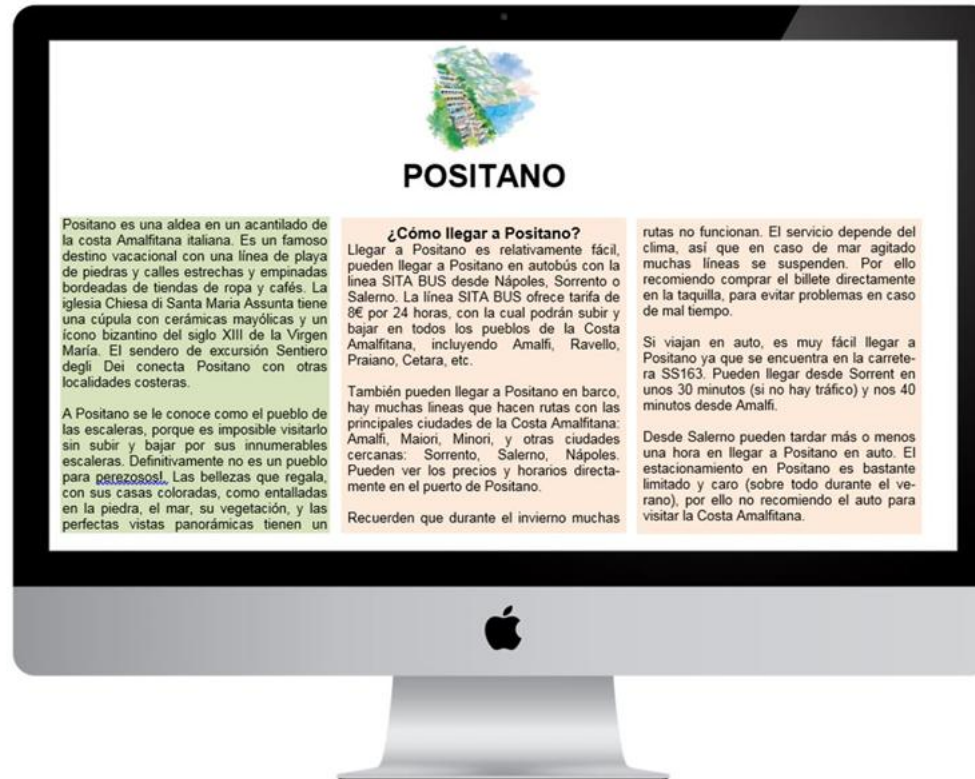 POSITANO
Positano es una aldea en un acantilado de
la costa Amalfitana italiana. Es un famoso
destino vacacional con una línea de playa
de piedras y calles estrechas y empinadas
bordeadas de tiendas de ropa y cafés. La
iglesia Chiesa di Santa Maria Assunta tiene
una cúpula con cerámicas mayólicas y un
ícono bizantino del siglo XIII de la Virgen
María. El sendero de excursión Sentiero
degli Dei conecta Positano con otras
localidades costeras.
A Positano se le conoce como el pueblo de
las escaleras, porque es imposible visitarlo
sin subir y bajar por sus innumerables
escaleras. Definitivamente no es un pueblo
para perezosos!. Las bellezas que regala,
con sus casas coloradas, como entalladas
en la piedra, el mar, su vegetación, y las
perfectas vistas panorámicas tienen un
¿Cómo llegar a Positano?
Llegar a Positano es relativamente fácil,
pueden llegar a Positano en autobús con la
linea SITA BUS desde Nápoles, Sorrento o
Salerno. La línea SITA BUS ofrece tarifa de
8€ por 24 horas, con la cual podrán subir y
bajar en todos los pueblos de la Costa
Amalfitana, incluyendo Amalfi, Ravello,
Praiano, Cetara, etc.
También pueden llegar a Positano en barco,
hay muchas lineas que hacen rutas con las
principales ciudades de la Costa Amalfitana:
Amalfi, Maiori, Minori, y otras ciudades
cercanas: Sorrento, Salerno, Nápoles.
Pueden ver los precios y horarios directa-
mente en el puerto de Positano.
Recuerden que durante el invierno muchas
rutas no funcionan. El servicio depende del
clima, así que en caso de mar agitado
muchas líneas se suspenden. Por ello
recomiendo comprar el billete directamente
en la taquilla, para evitar problemas en caso
de mal tiempo.
Si viajan en auto, es muy fácil llegar a
Positano ya que se encuentra en la carrete-
ra SS163. Pueden llegar desde Sorrent en
unos 30 minutos (si no hay tráfico) y nos 40
minutos desde Amalfi.
Desde Salerno pueden tardar más o menos
una hora en llegar a Positano en auto. El
estacionamiento en Positano es bastante
limitado y caro (sobre todo durante el ve-
rano), por ello no recomiendo el auto para
visitar la Costa Amalfitana.